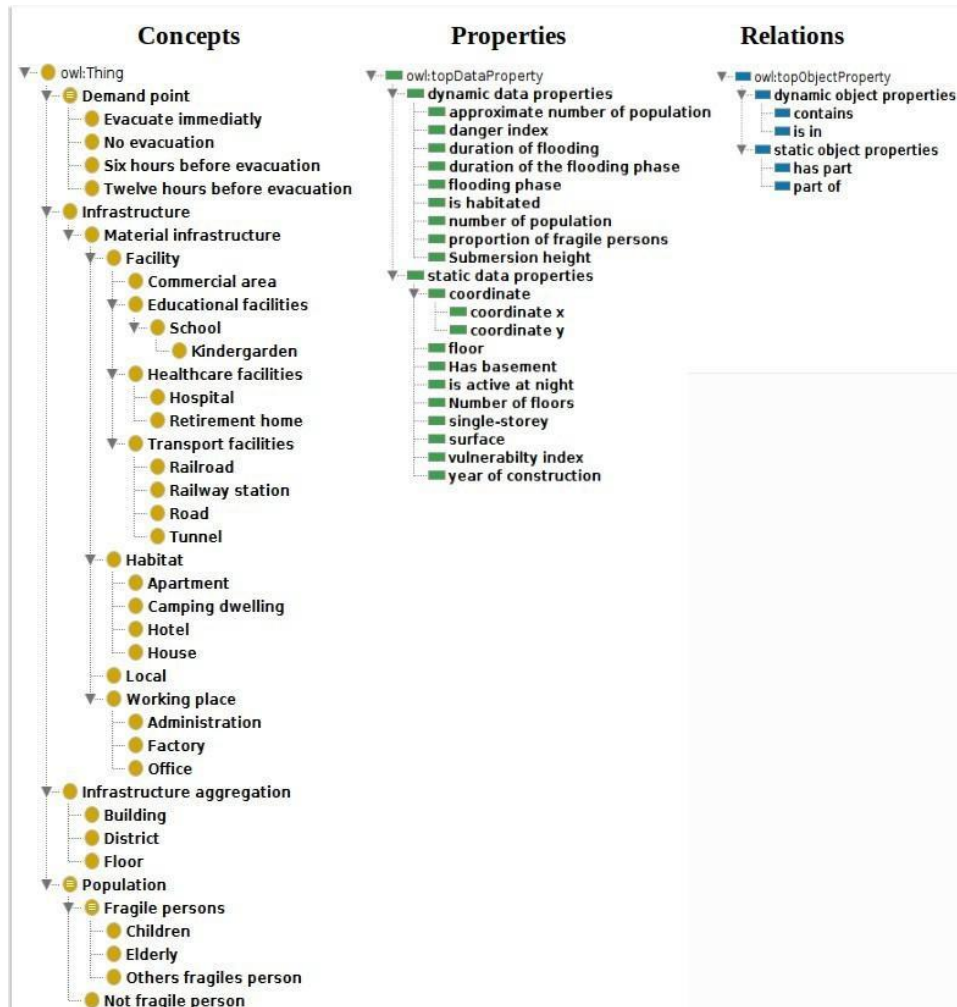 Concepts
owl:Thing
Demand point
Evacuate immediatly
No evacuation
Six hours before evacuation
Twelve hours before evacuation
Infrastructure
Material infrastructure
Facility
Commercial area
Educational facilities
School
Kindergarden
Healthcare facilities
Hospital
Retirement home
Transport facilities
Railroad
Railway station
Road
Tunnel
Habitat
Apartment
Camping dwelling
Hotel
House
Local
Working place
Administration
Factory
Office
Infrastructure aggregation
Building
District
Floor
Population
Fragile persons
Children
Elderly
Others fragiles person
Not fragile person
Properties
owl:topDataProperty
dynamic data properties
approximate number of population
danger index
duration of flooding
duration of the flooding phase
flooding phase
is habitated
number of population
proportion of fragile persons
Submersion height
static data properties
coordinate
coordinate x
coordinate y
floor
Has basement
is active at night
Number of floors
single-storey
surface
vulnerabilty index
year of construction
Relations
owl:topObjectProperty
dynamic object properties
contains
is in
static object properties
has part
part of